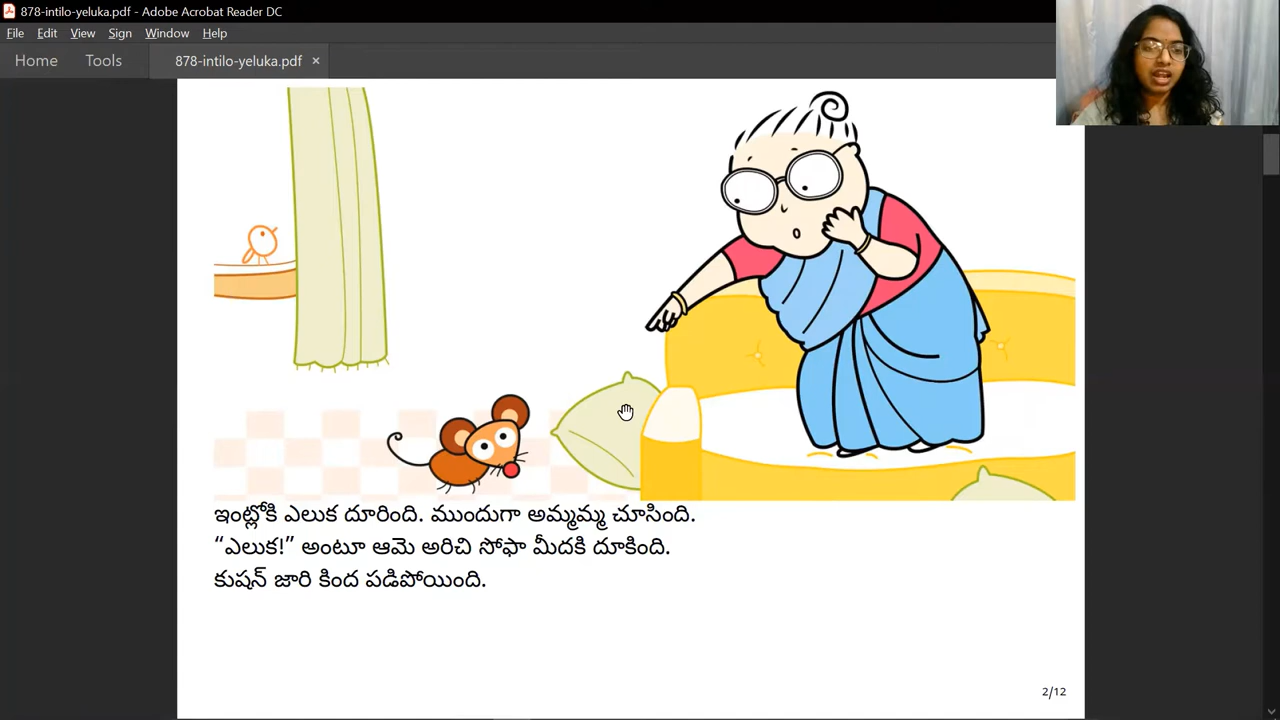 878-intilo-yeluka.pdf - Adobe Acrobat Reader DC
File Edit View Sign Window Help
Home Tools 878-intilo-yeluka.pdf ×
ఇంట్లోకి ఎలుక దూరింది. ముందుగా అమ్మమ్మ చూసింది.
“ఎలుక!” అంటూ ఆమె అరిచి సోఫా మీదకి దూకింది.
కుషన్ జారి కింద పడిపోయింది.
2/12